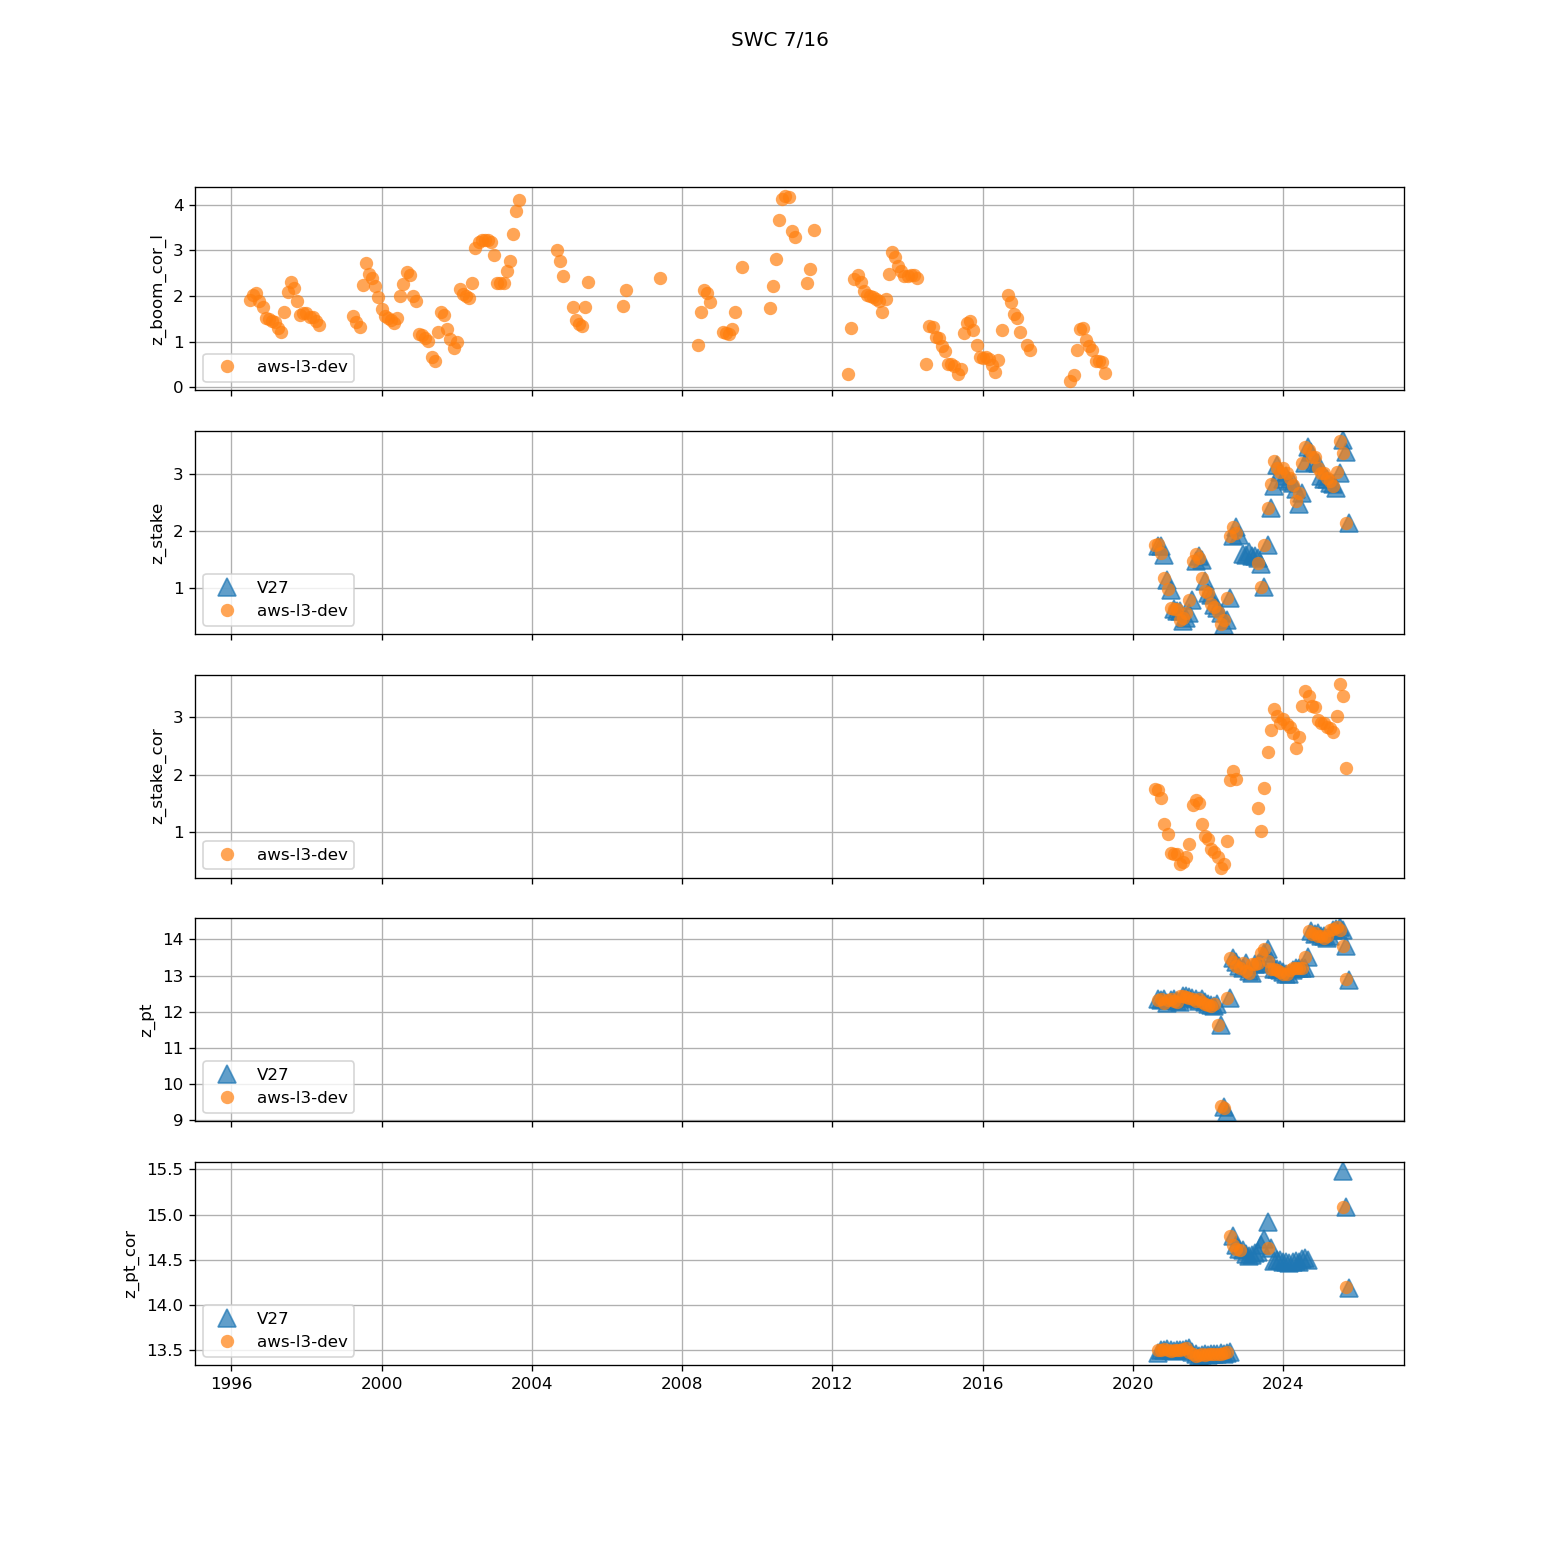 SWC 7/16
4
3
2
1
0
z_boom_cor_l
aws-l3-dev
3
2
1
z_stake
V27
aws-l3-dev
3
2
1
z_stake_cor
aws-l3-dev
14
13
12
11
10
9
z_pt
V27
aws-l3-dev
15.5
15.0
14.5
14.0
13.5
z_pt_cor
V27
aws-l3-dev
1996 2000 2004 2008 2012 2016 2020 2024